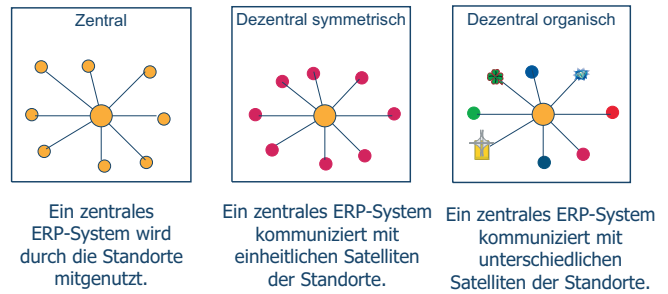 Zentral
Dezentral symmetrisch
Dezentral organisch
Ein zentrales
ERP-System wird
durch die Standorte
mitgenutzt.
Ein zentrales ERP-System
kommuniziert mit
einheitlichen Satelliten
der Standorte.
Ein zentrales ERP-System
kommuniziert mit
unterschiedlichen
Satelliten der Standorte.